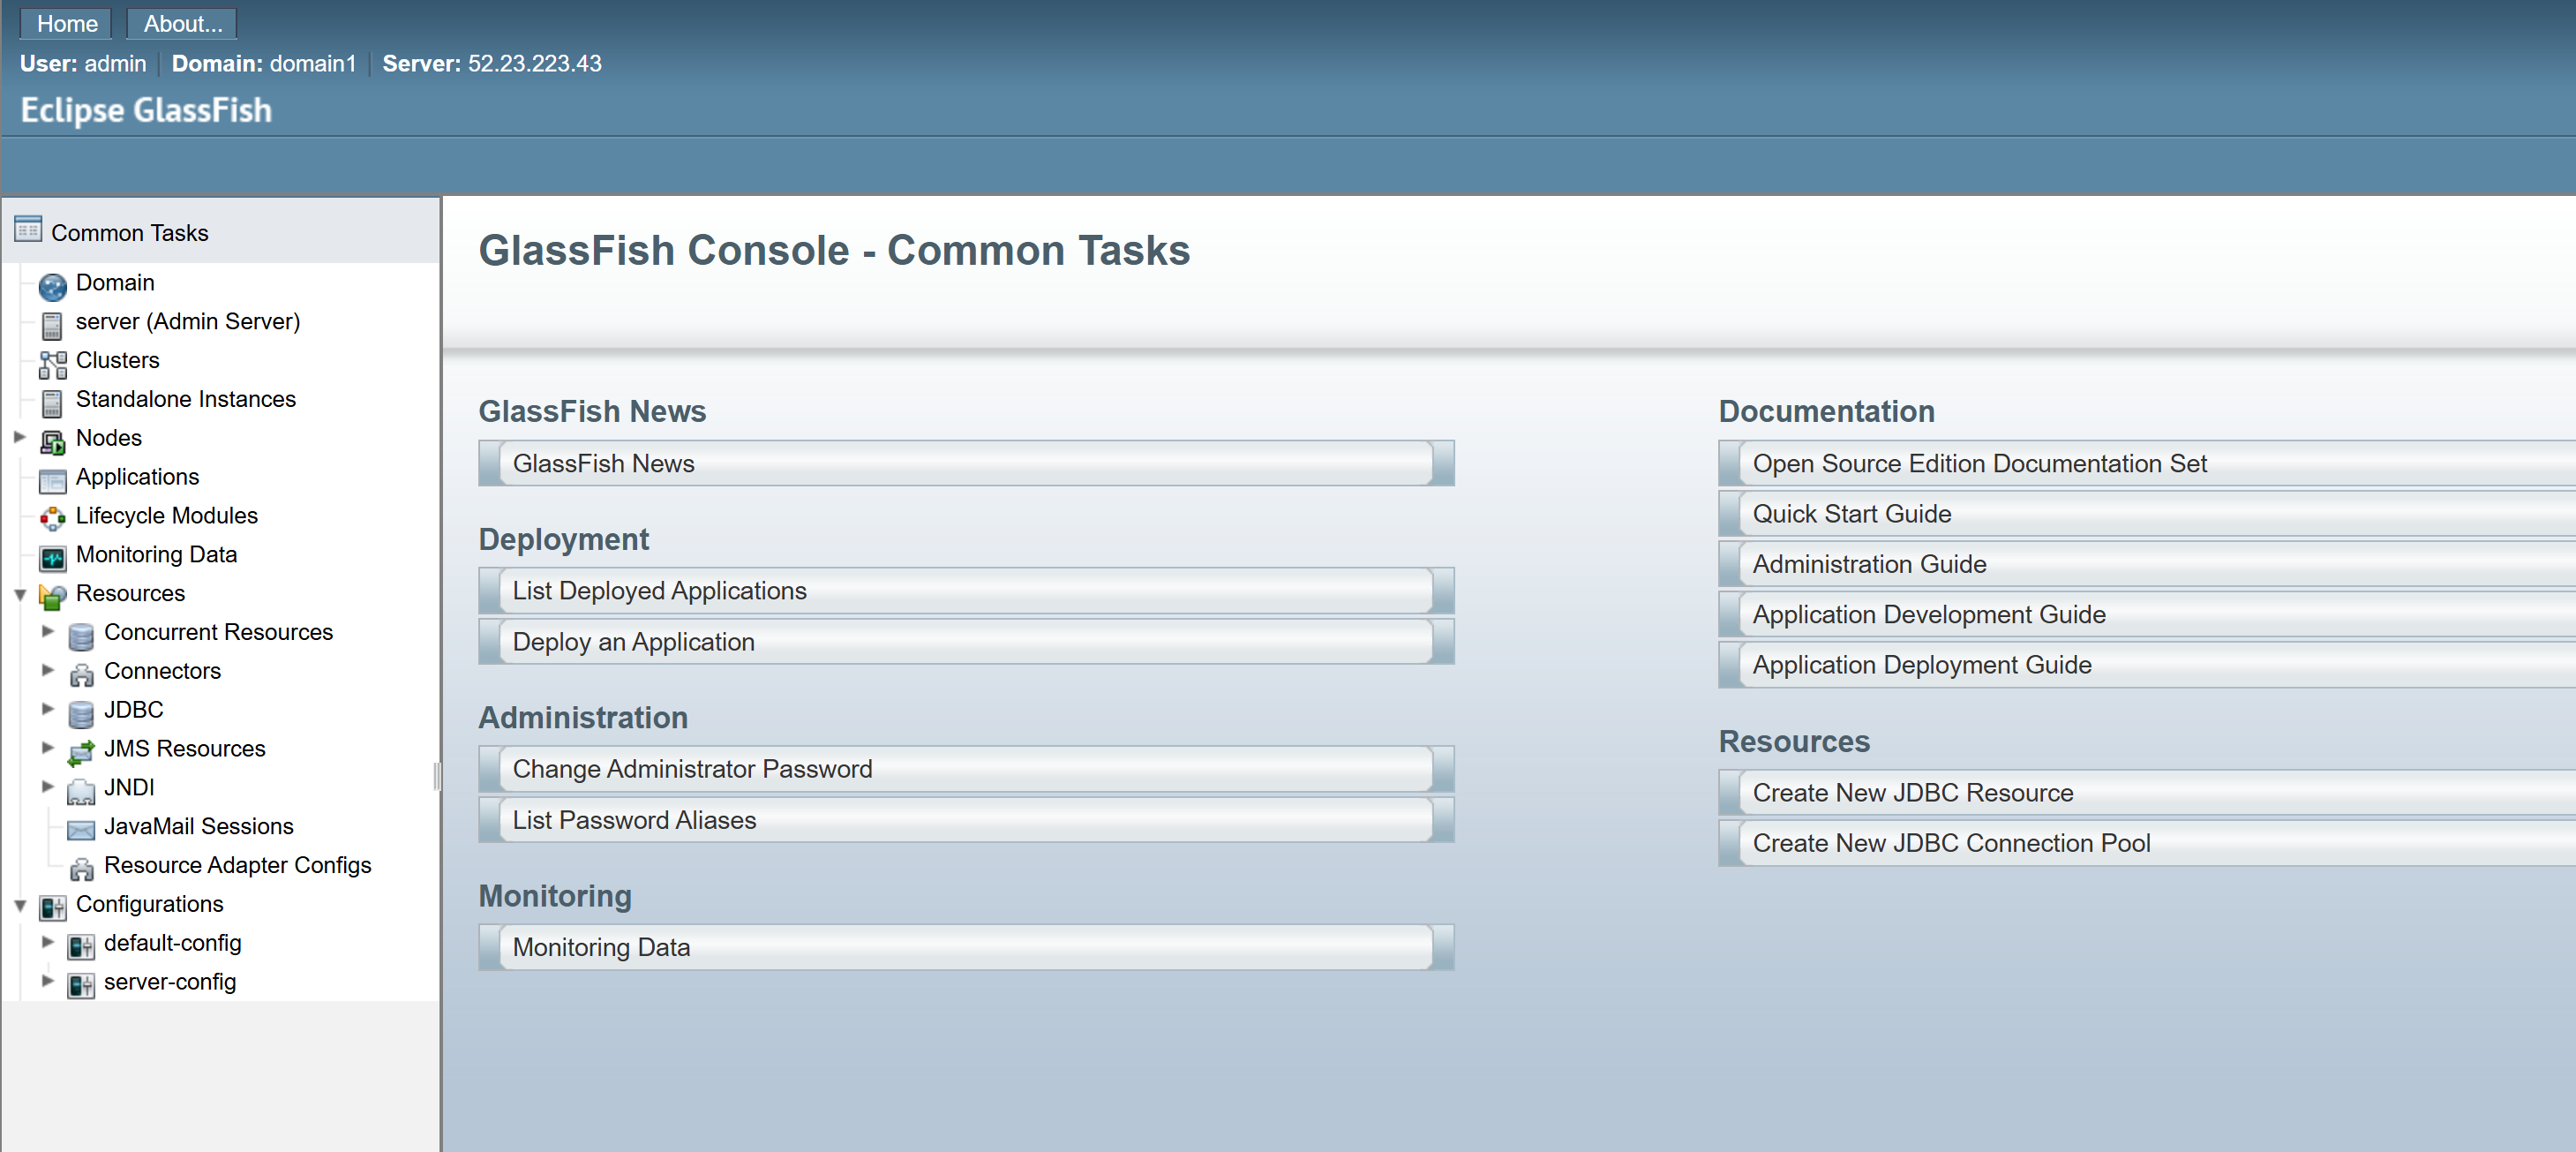 Home About...
User: admin Domain: domain1 Server: 52.23.223.43
Eclipse GlassFish
Common Tasks
Domain
server (Admin Server)
Clusters
Standalone Instances
Nodes
Applications
Lifecycle Modules
Monitoring Data
Resources
Concurrent Resources
Connectors
JDBC
JMS Resources
JNDI
JavaMail Sessions
Resource Adapter Configs
Configurations
default-config
server-config
GlassFish Console - Common Tasks
GlassFish News
GlassFish News
Deployment
List Deployed Applications
Deploy an Application
Administration
Change Administrator Password
List Password Aliases
Monitoring
Monitoring Data
Documentation
Open Source Edition Documentation Set
Quick Start Guide
Administration Guide
Application Development Guide
Application Deployment Guide
Resources
Create New JDBC Resource
Create New JDBC Connection Pool